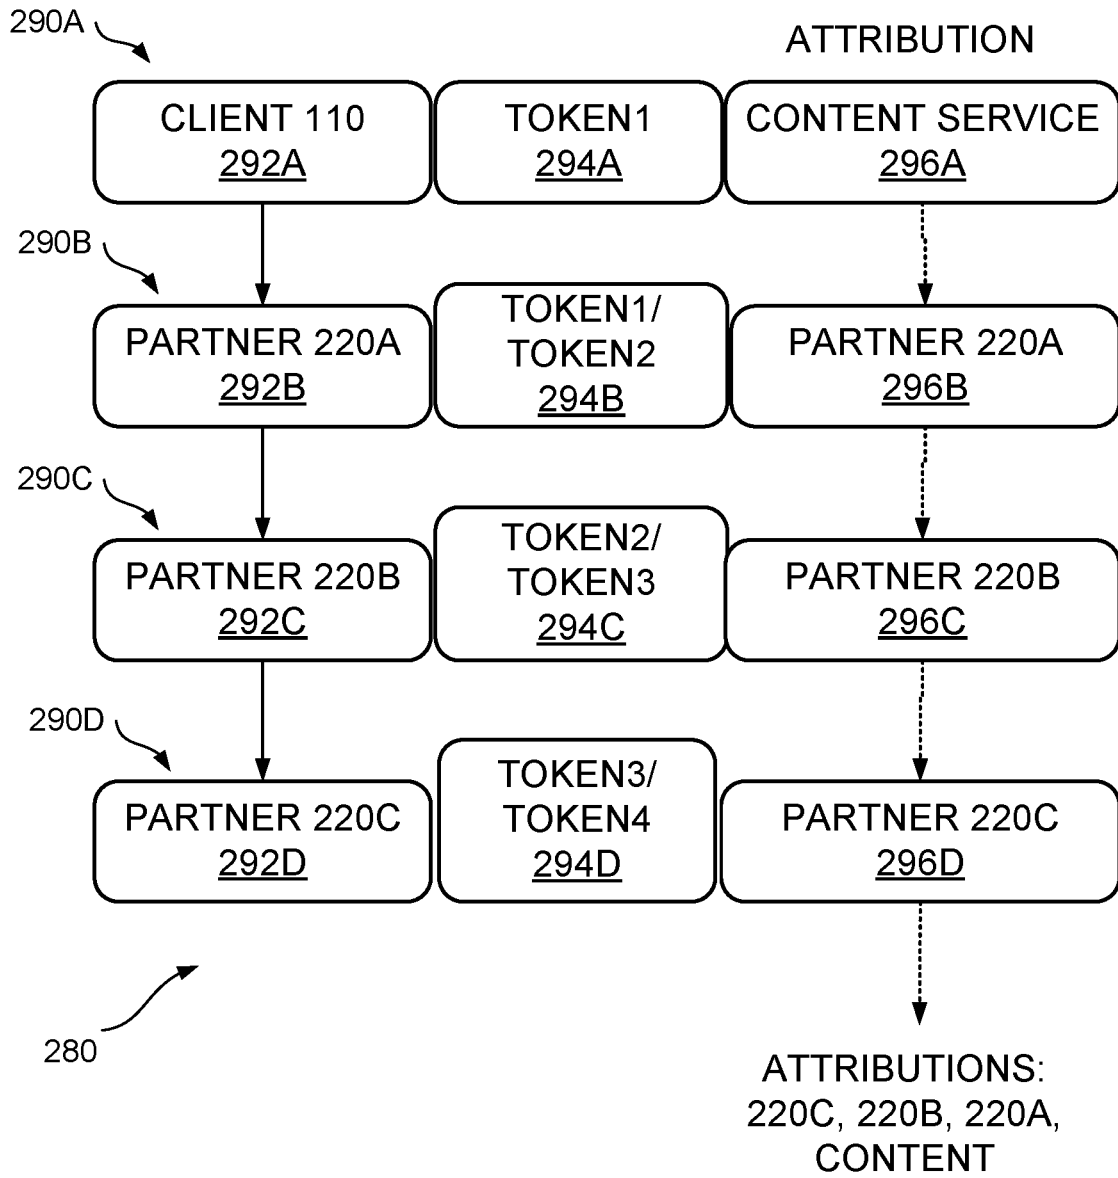 290A
ATTRIBUTION
CLIENT 110
292A
TOKEN1
294A
CONTENT SERVICE
296A
290B
PARTNER 220A
292B
TOKEN1/
TOKEN2
294B
PARTNER 220A
296B
290C
PARTNER 220B
292C
TOKEN2/
TOKEN3
294C
PARTNER 220B
296C
290D
PARTNER 220C
292D
TOKEN3/
TOKEN4
294D
PARTNER 220C
296D
280
ATTRIBUTIONS:
220C, 220B, 220A,
CONTENT